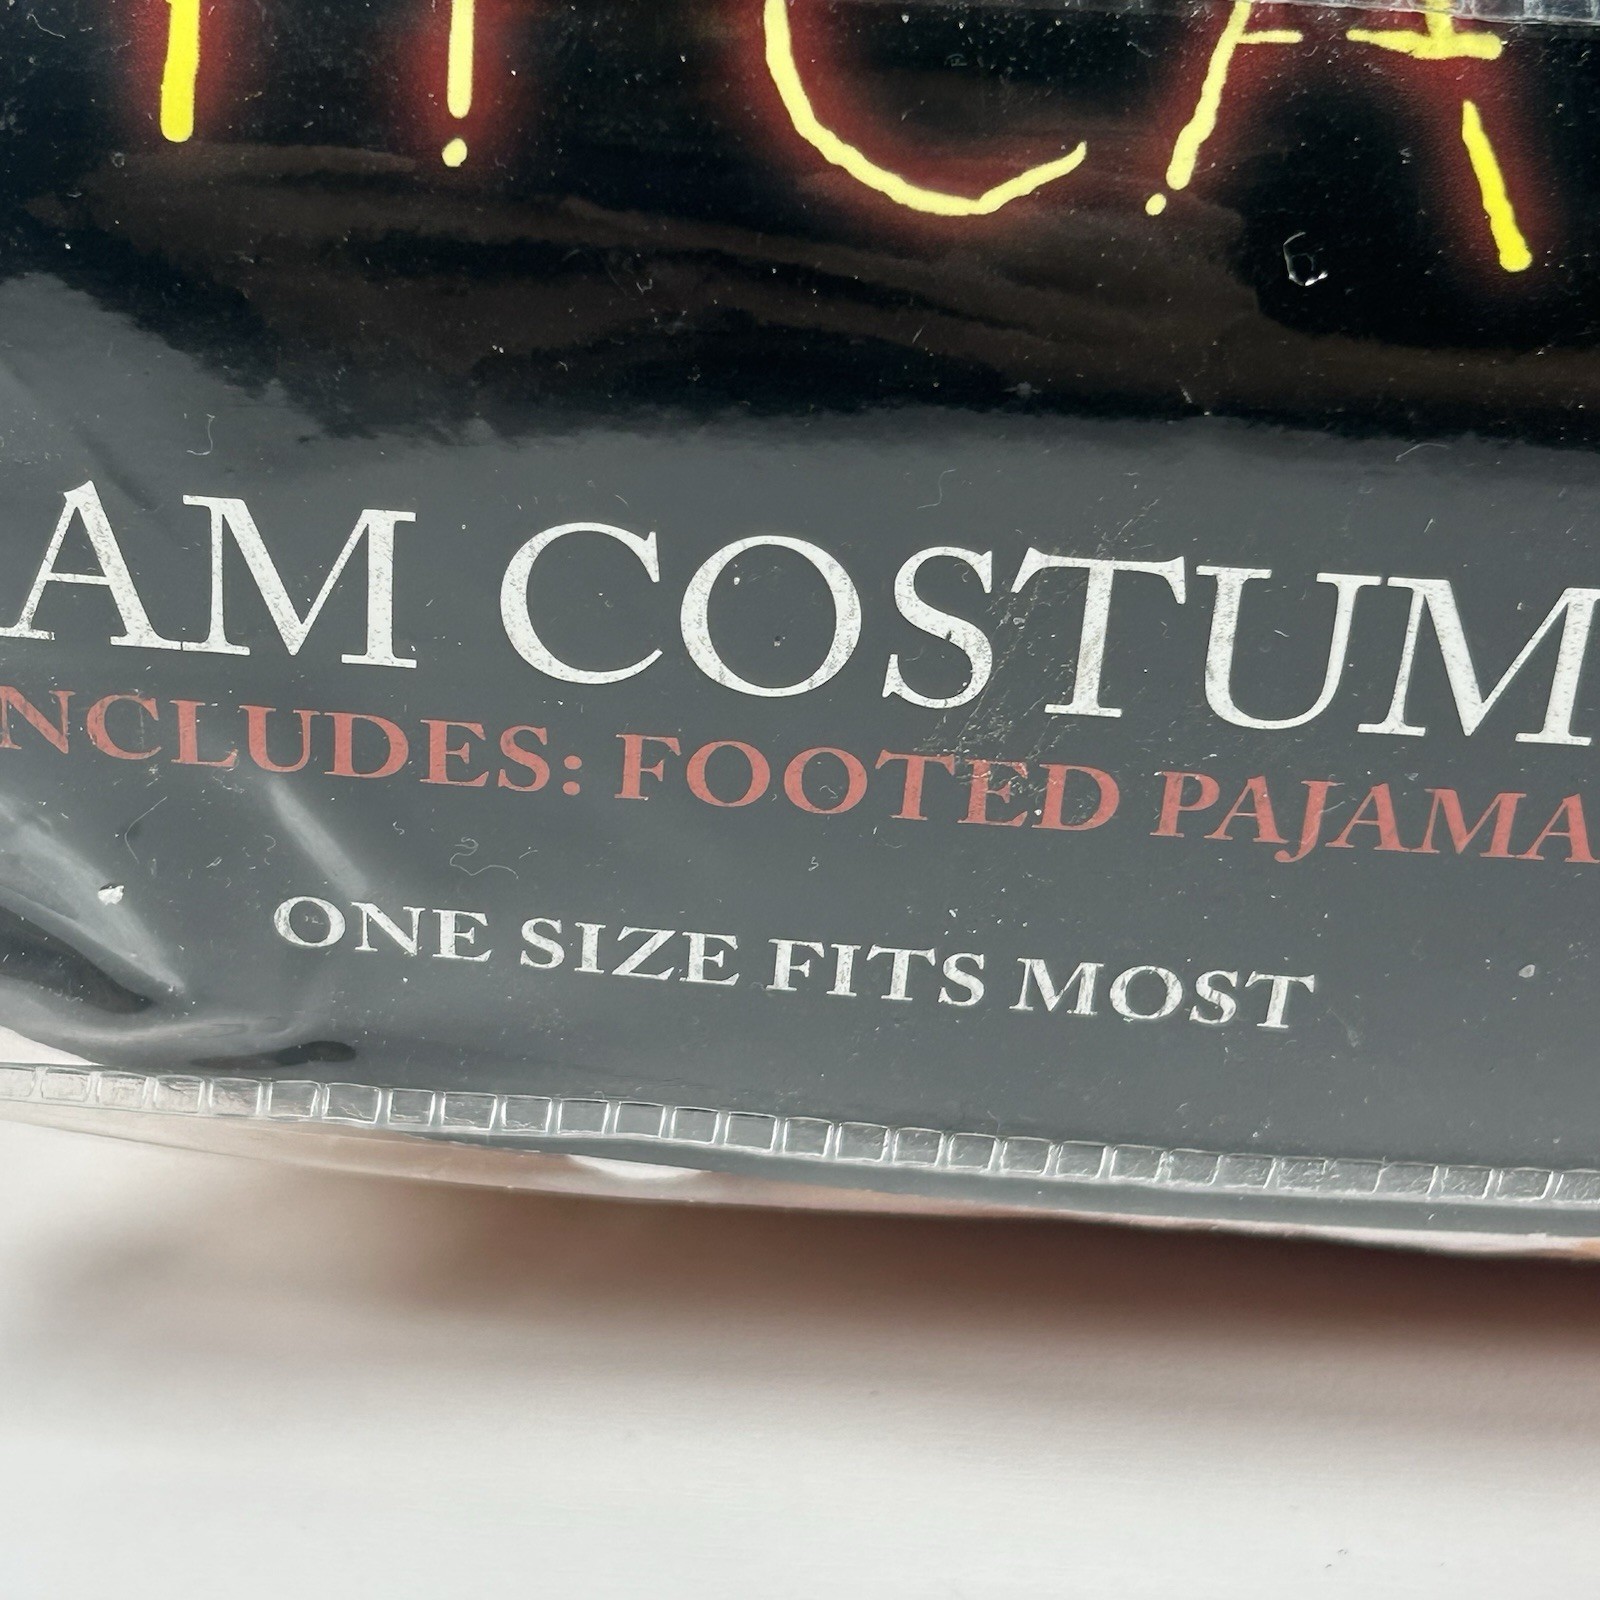 AM COSTUM
NCLUDES: FOOTED PAJAMA
ONE SIZE FITS MOST